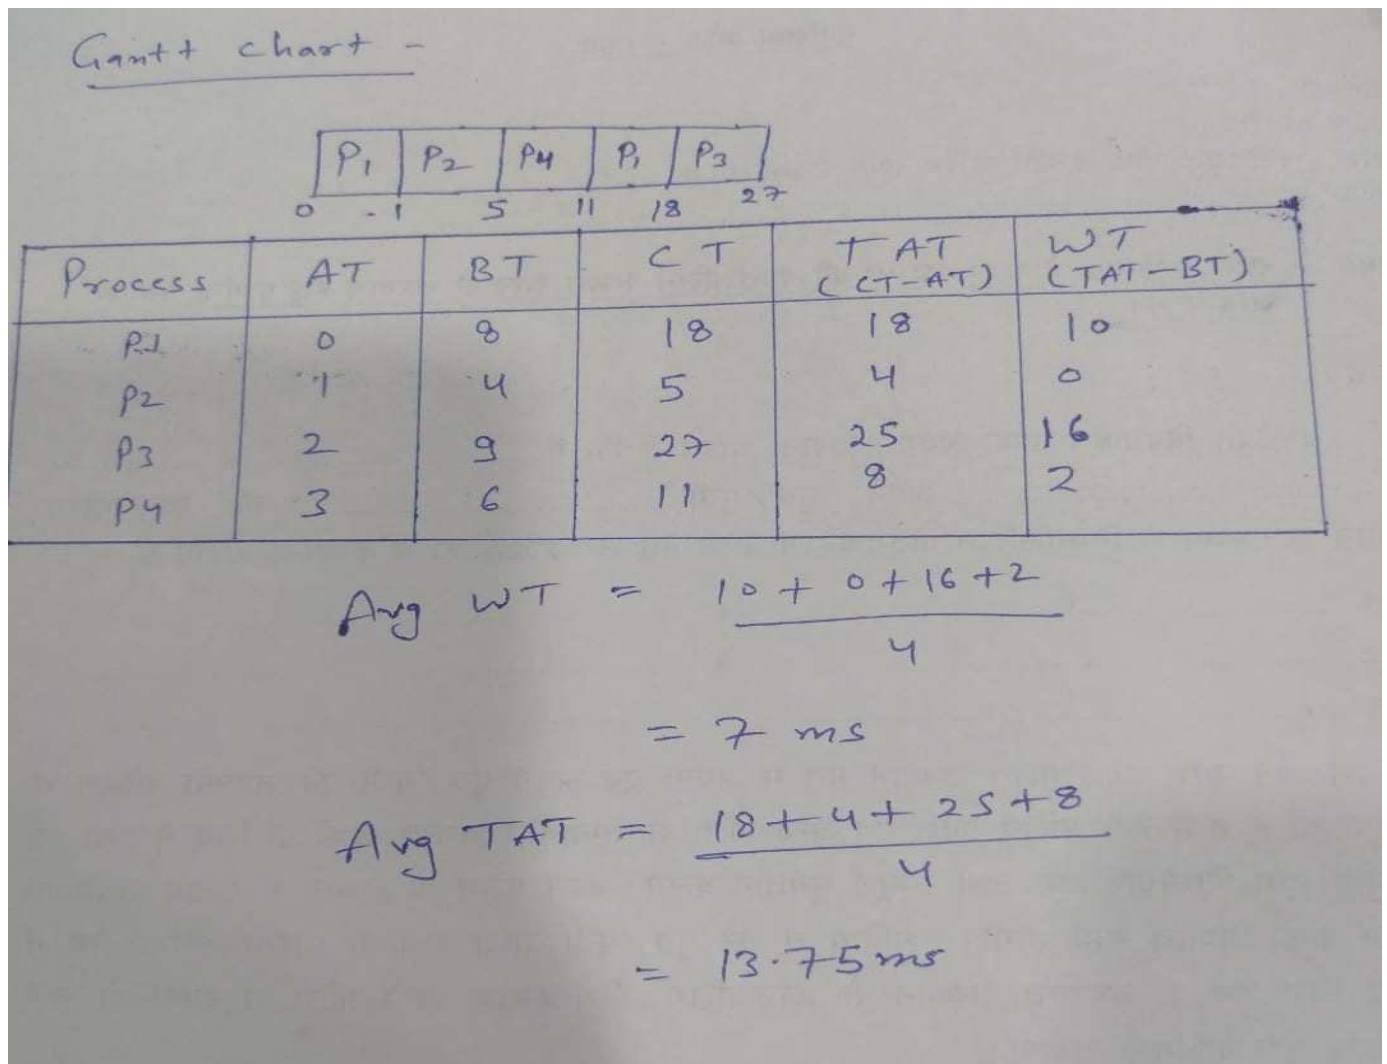 Gantt chart -
P1 P2 P4 P1 P3
0 1 5 11 18 27
Process AT BT CT TAT (CT-AT) WT (TAT-BT)
P1 0 8 18 18 10
P2 1 4 5 4 0
P3 2 9 27 25 16
P4 3 6 11 8 2
Avg WT = 10 + 0 + 16 + 2
4
= 7 ms
Avg TAT = 18 + 4 + 25 + 8
4
= 13.75 ms